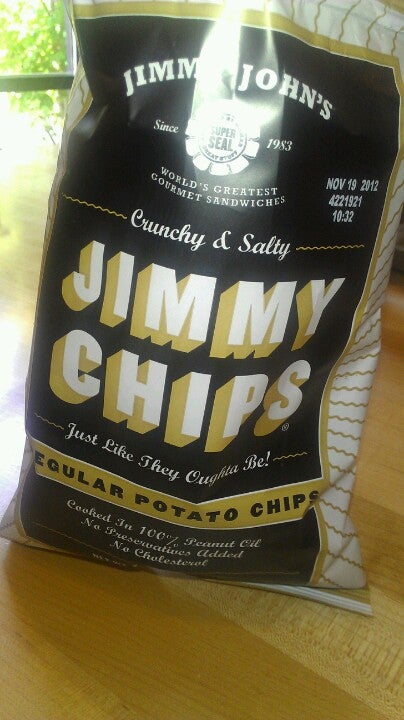 JIMMY JOHN'S
Since SUPER SEAL 1983
WORLD'S GREATEST
GOURMET SANDWICHES
NOV 19 2012
4221921
10:32
Crunchy & Salty
JIMMY
CHIPS®
Just Like They Oughta Be!
EGULAR POTATO CHIPS
Cooked In 100% Peanut Oil
No Preservatives Added
No Cholesterol
NET WT.